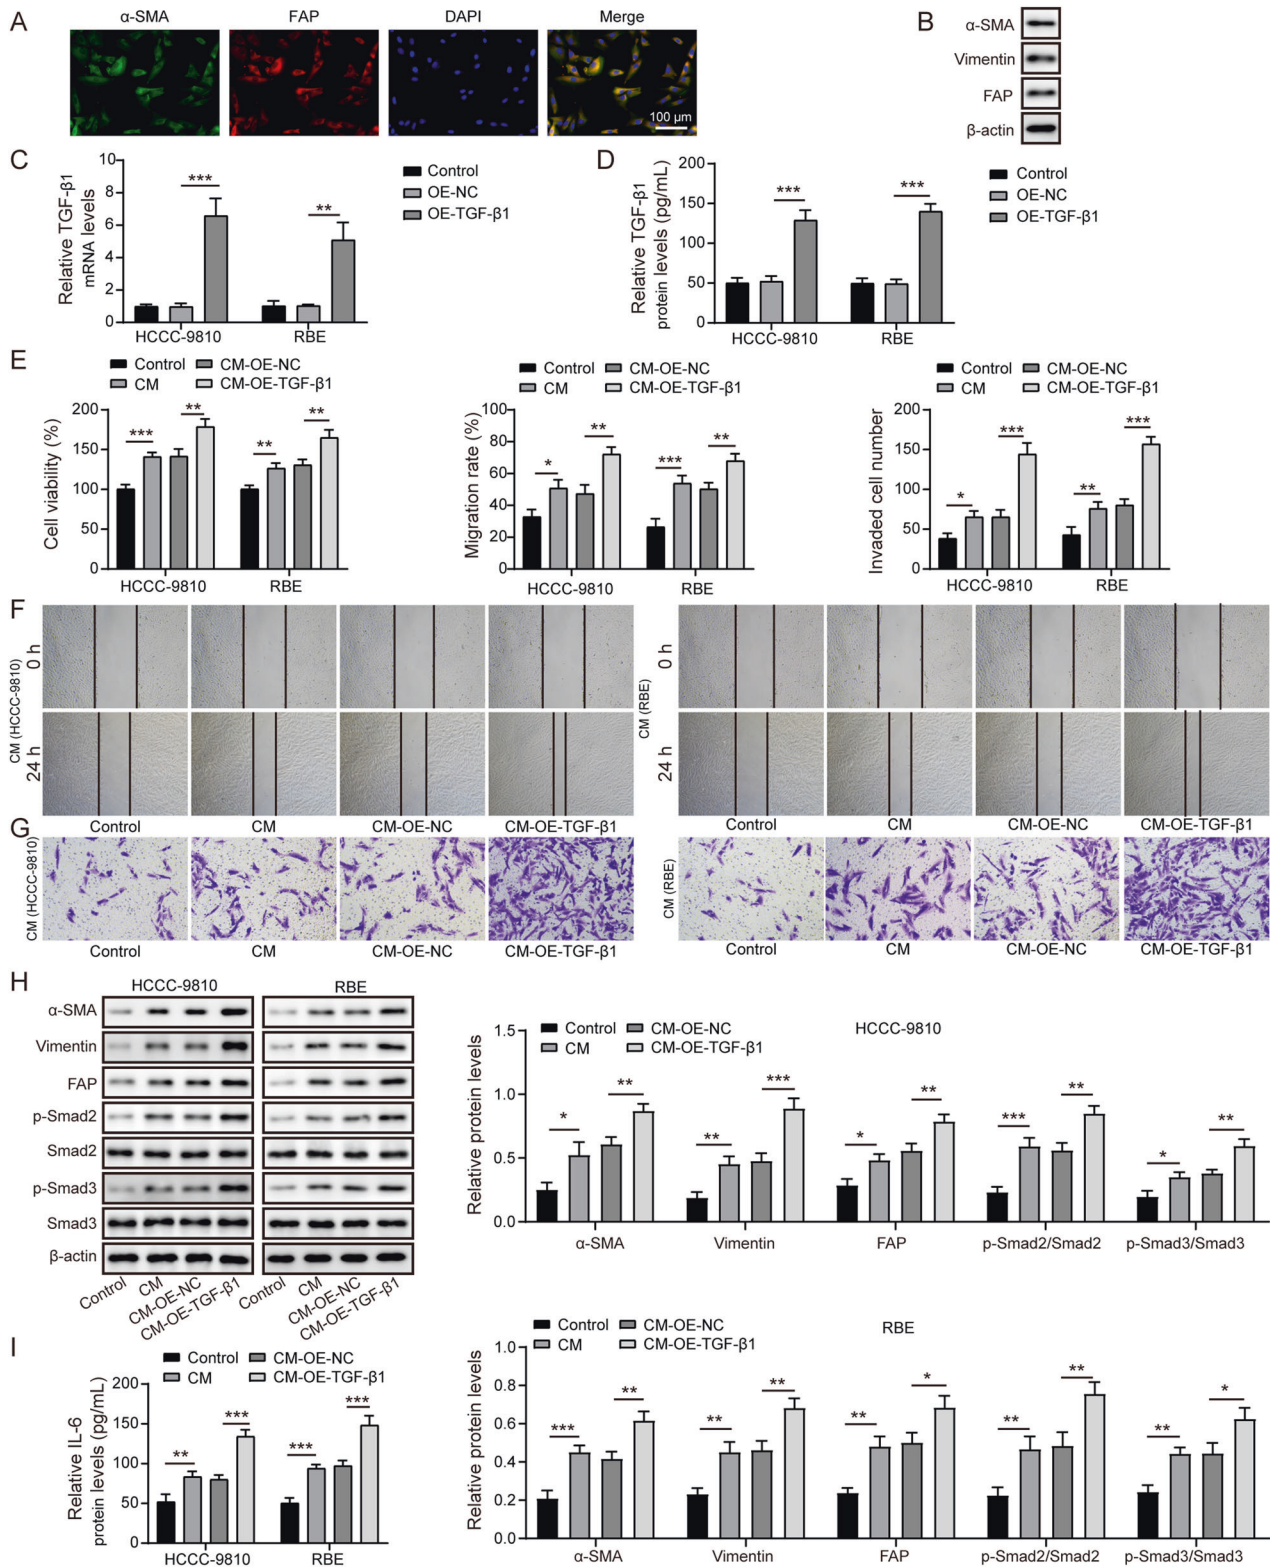 A
α-SMA FAP DAPI Merge
100 μm
B
α-SMA
Vimentin
FAP
β-actin
C
Relative TGF-β1
mRNA levels
10
8
6
4
2
0
*** **
HCCC-9810 RBE
Control
OE-NC
OE-TGF-β1
D
Relative TGF-β1
protein levels (pg/mL)
200
150
100
50
0
*** ***
HCCC-9810 RBE
Control
OE-NC
OE-TGF-β1
E
Control CM-OE-NC
CM CM-OE-TGF-β1
Cell viability (%)
200
150
100
50
0
*** ** ** **
HCCC-9810 RBE
Control CM-OE-NC
CM CM-OE-TGF-β1
Migration rate (%)
100
80
60
40
20
0
* ** *** **
HCCC-9810 RBE
Control CM-OE-NC
CM CM-OE-TGF-β1
Invaded cell number
200
150
100
50
0
* *** ** ***
HCCC-9810 RBE
F
CM (HCCC-9810)
0 h
24 h
Control CM CM-OE-NC CM-OE-TGF-β1
CM (RBE)
0 h
24 h
Control CM CM-OE-NC CM-OE-TGF-β1
G
CM (HCCC-9810)
Control CM CM-OE-NC CM-OE-TGF-β1
CM (RBE)
Control CM CM-OE-NC CM-OE-TGF-β1
H
HCCC-9810 RBE
α-SMA
Vimentin
FAP
p-Smad2
Smad2
p-Smad3
Smad3
β-actin
Control CM CM-OE-NC CM-OE-TGF-β1
Control CM CM-OE-NC CM-OE-TGF-β1
Control CM-OE-NC
CM CM-OE-TGF-β1
HCCC-9810
Relative protein levels
1.5
1.0
0.5
0.0
* ** ** *** * ** *** ** * **
α-SMA Vimentin FAP p-Smad2/Smad2 p-Smad3/Smad3
Control CM-OE-NC
CM CM-OE-TGF-β1
RBE
Relative protein levels
1.0
0.8
0.6
0.4
0.2
0.0
*** ** ** ** ** * ** ** ** *
α-SMA Vimentin FAP p-Smad2/Smad2 p-Smad3/Smad3
I
Control CM-OE-NC
CM CM-OE-TGF-β1
Relative IL-6
protein levels (pg/mL)
200
150
100
50
0
** *** *** ***
HCCC-9810 RBE